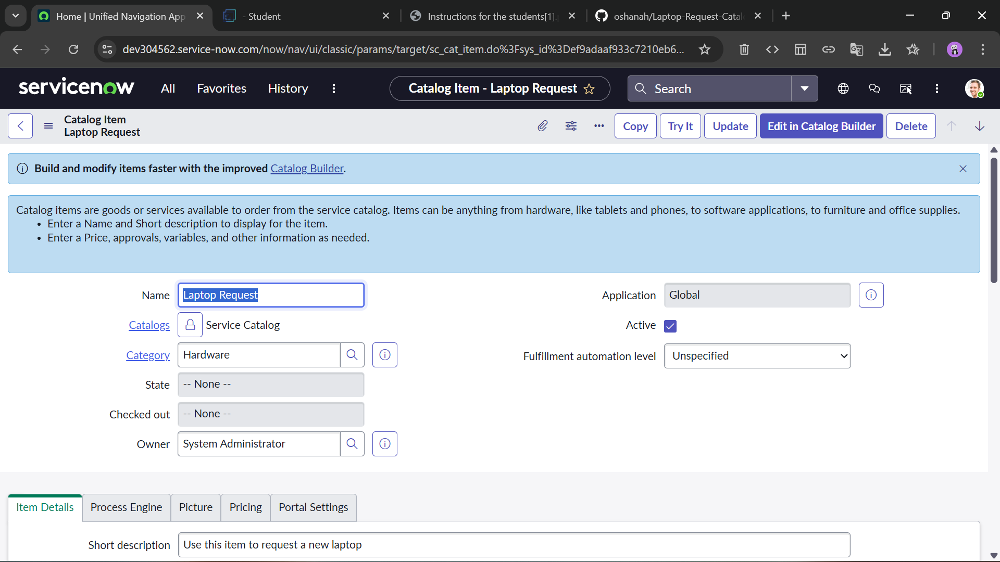 Home | Unified Navigation App
- Student
Instructions for the students[1].
oshanah/Laptop-Request-Catal
dev304562.service-now.com/now/nav/ui/classic/params/target/sc_cat_item.do%3Fsys_id%3Def9adaaf933c7210eb6...
servicenow
All
Favorites
History
Catalog Item - Laptop Request
Search
Catalog Item
Laptop Request
Copy
Try It
Update
Edit in Catalog Builder
Delete
Build and modify items faster with the improved Catalog Builder.
Catalog items are goods or services available to order from the service catalog. Items can be anything from hardware, like tablets and phones, to software applications, to furniture and office supplies.
• Enter a Name and Short description to display for the item.
• Enter a Price, approvals, variables, and other information as needed.
Name
Laptop Request
Application
Global
Catalogs
Service Catalog
Active
Category
Hardware
Fulfillment automation level
Unspecified
State
-- None --
Checked out
-- None --
Owner
System Administrator
Item Details
Process Engine
Picture
Pricing
Portal Settings
Short description
Use this item to request a new laptop